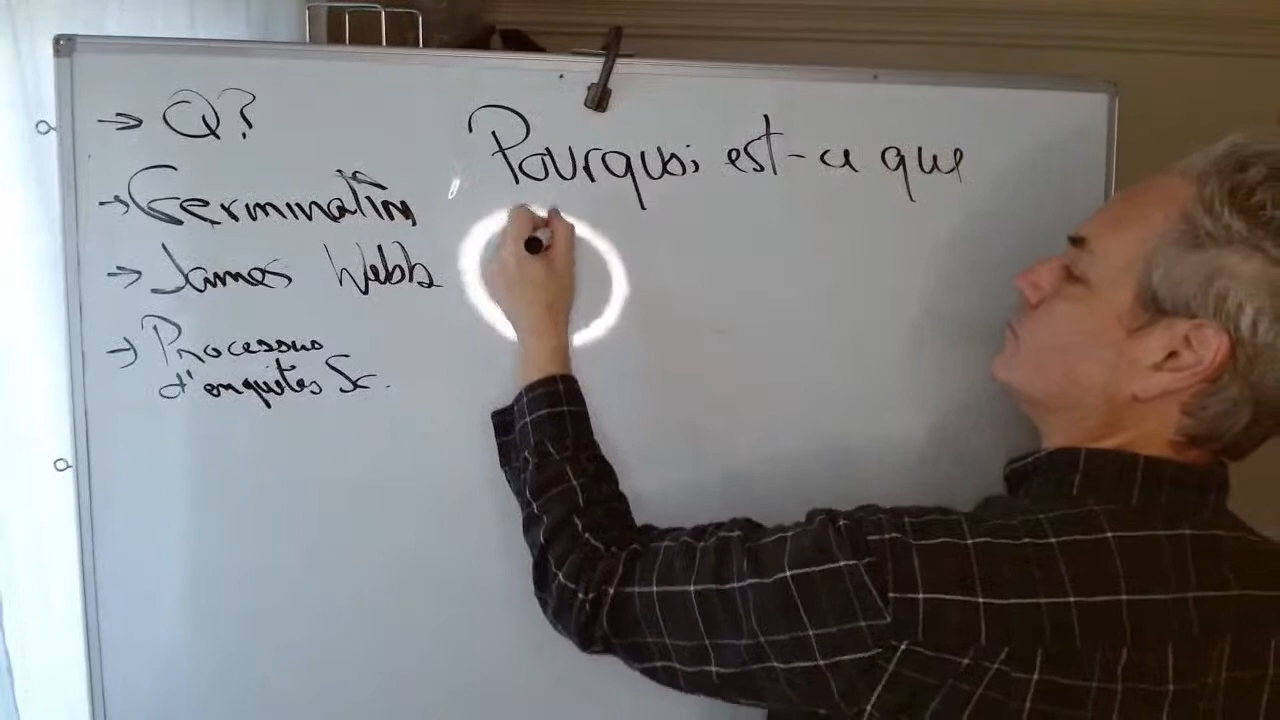 → Q?
→ Germination
→ James Webb
→ Processus
d'enquêtes Sc.
Pourquoi est-ce que